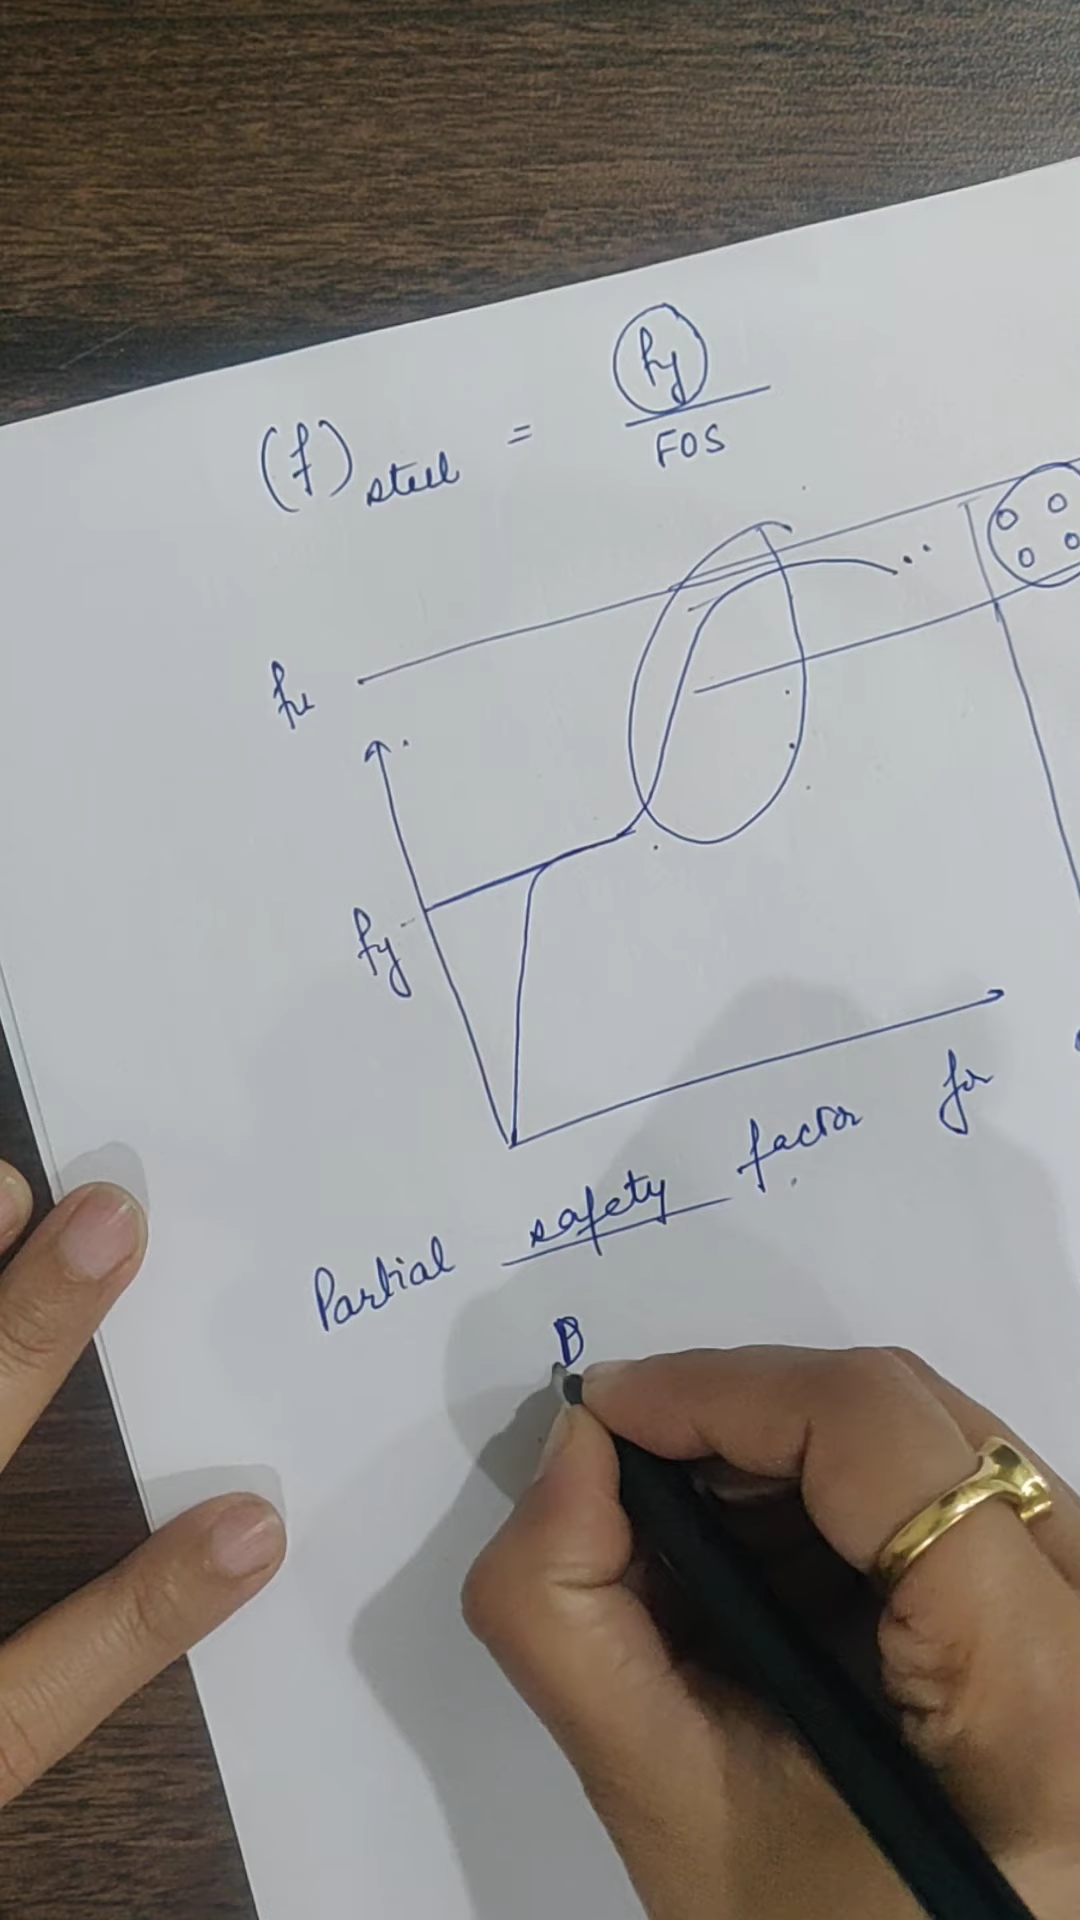 (f) steel = fy / FOS
fu
fy
Partial safety factor for
B